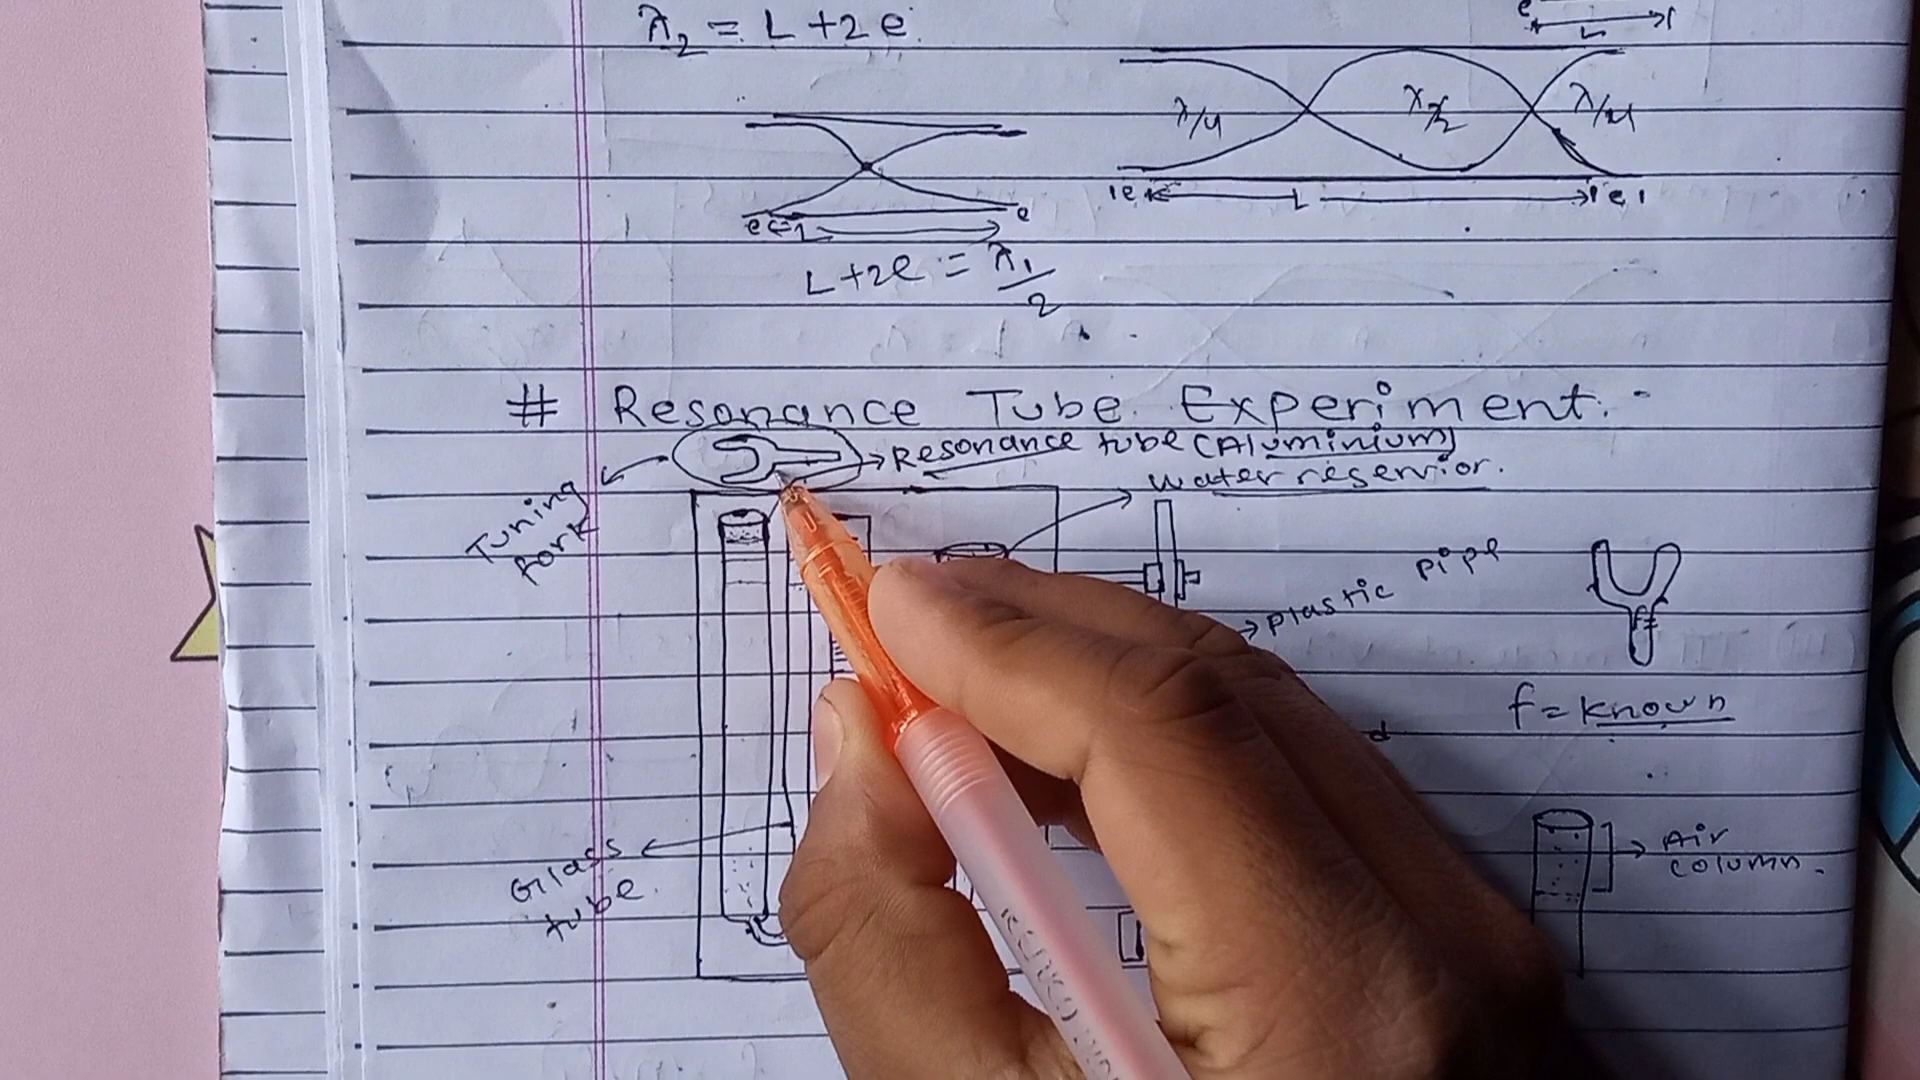 λ₂ = L + 2e
e
L
λ/4
λ/2
λ/4
e
L
e
e
L
e
L + 2e = λ₁/2
# Resonance Tube Experiment.
Resonance tube (Aluminium)
Water reservior.
Tuning
fork
plastic pipe
f = known
Glass
tube.
Air
column.